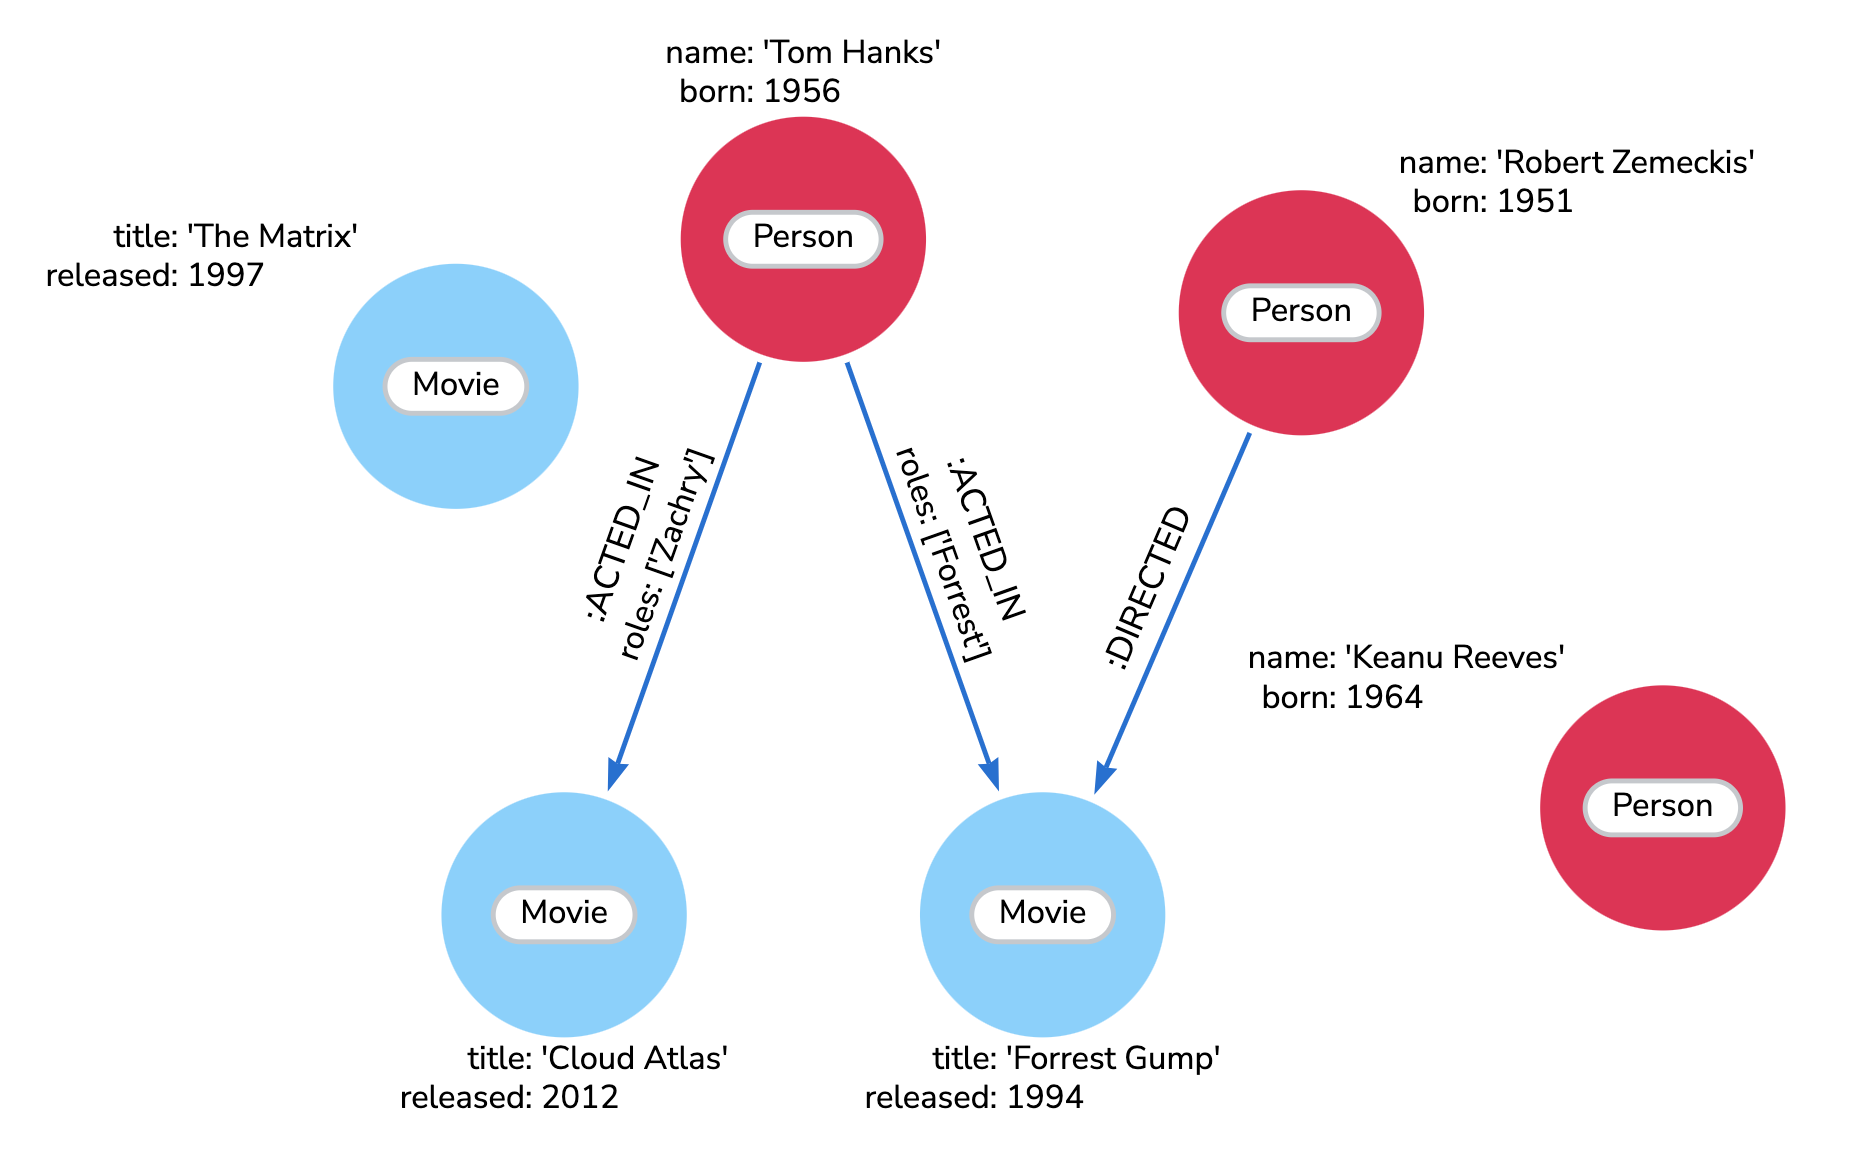 name: 'Tom Hanks'
born: 1956
Person
name: 'Robert Zemeckis'
born: 1951
Person
title: 'The Matrix'
released: 1997
Movie
:ACTED_IN
roles: ['Zachry']
:ACTED_IN
roles: ['Forrest']
:DIRECTED
name: 'Keanu Reeves'
born: 1964
Person
Movie
title: 'Cloud Atlas'
released: 2012
Movie
title: 'Forrest Gump'
released: 1994